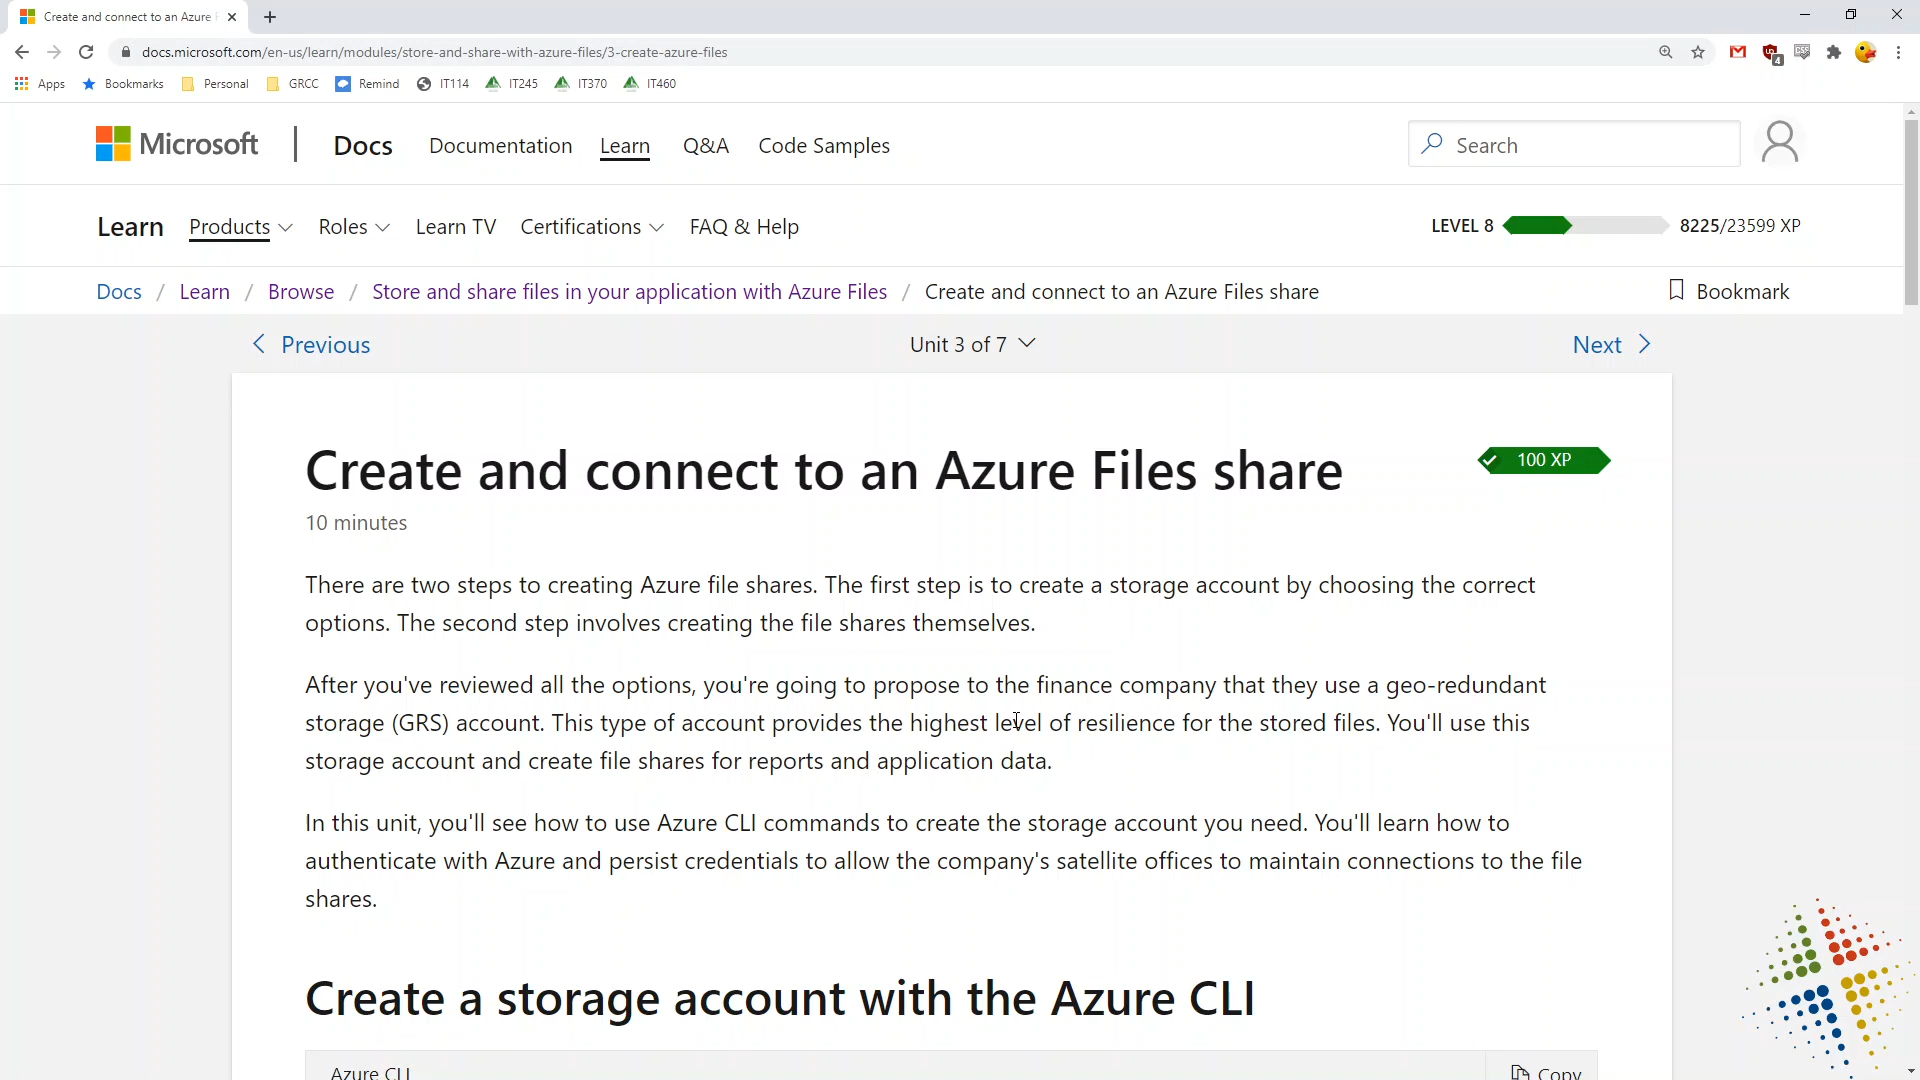 Create and connect to an Azure F
docs.microsoft.com/en-us/learn/modules/store-and-share-with-azure-files/3-create-azure-files
4
Apps Bookmarks Personal GRCC Remind IT114 IT245 IT370 IT460
Microsoft Docs Documentation Learn Q&A Code Samples Search
Learn Products Roles Learn TV Certifications FAQ & Help LEVEL 8 8225/23599 XP
Docs / Learn / Browse / Store and share files in your application with Azure Files / Create and connect to an Azure Files share Bookmark
Previous Unit 3 of 7 Next
Create and connect to an Azure Files share
100 XP
10 minutes
There are two steps to creating Azure file shares. The first step is to create a storage account by choosing the correct
options. The second step involves creating the file shares themselves.
After you've reviewed all the options, you're going to propose to the finance company that they use a geo-redundant
storage (GRS) account. This type of account provides the highest level of resilience for the stored files. You'll use this
storage account and create file shares for reports and application data.
In this unit, you'll see how to use Azure CLI commands to create the storage account you need. You'll learn how to
authenticate with Azure and persist credentials to allow the company's satellite offices to maintain connections to the file
shares.
Create a storage account with the Azure CLI
Azure CLI Copy